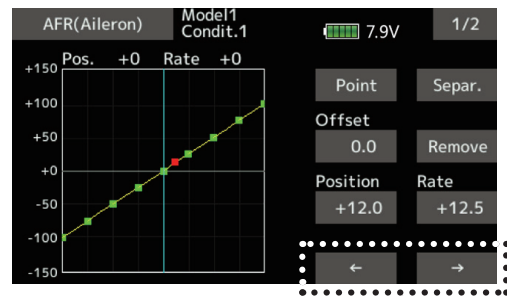 AFR(Aileron) Model1 Condit.1 7.9V 1/2
Pos. +0 Rate +0
+150
+100
+50
+0
-50
-100
-150
Point Separ.
Offset
0.0 Remove
Position Rate
+12.0 +12.5
← →